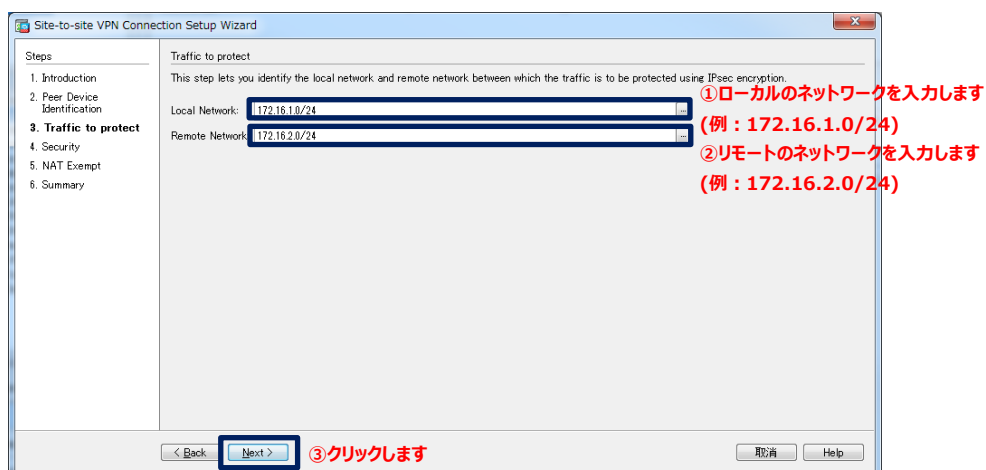 Site-to-site VPN Connection Setup Wizard
Steps
1. Introduction
2. Peer Device
Identification
3. Traffic to protect
4. Security
5. NAT Exempt
6. Summary
Traffic to protect
This step lets you identify the local network and remote network between which the traffic is to be protected using IPsec encryption.
Local Network: 172.16.1.0/24 ...
Remote Network 172.16.2.0/24 ...
①ローカルのネットワークを入力します
(例：172.16.1.0/24)
②リモートのネットワークを入力します
(例：172.16.2.0/24)
< Back Next > ③クリックします 取消 Help